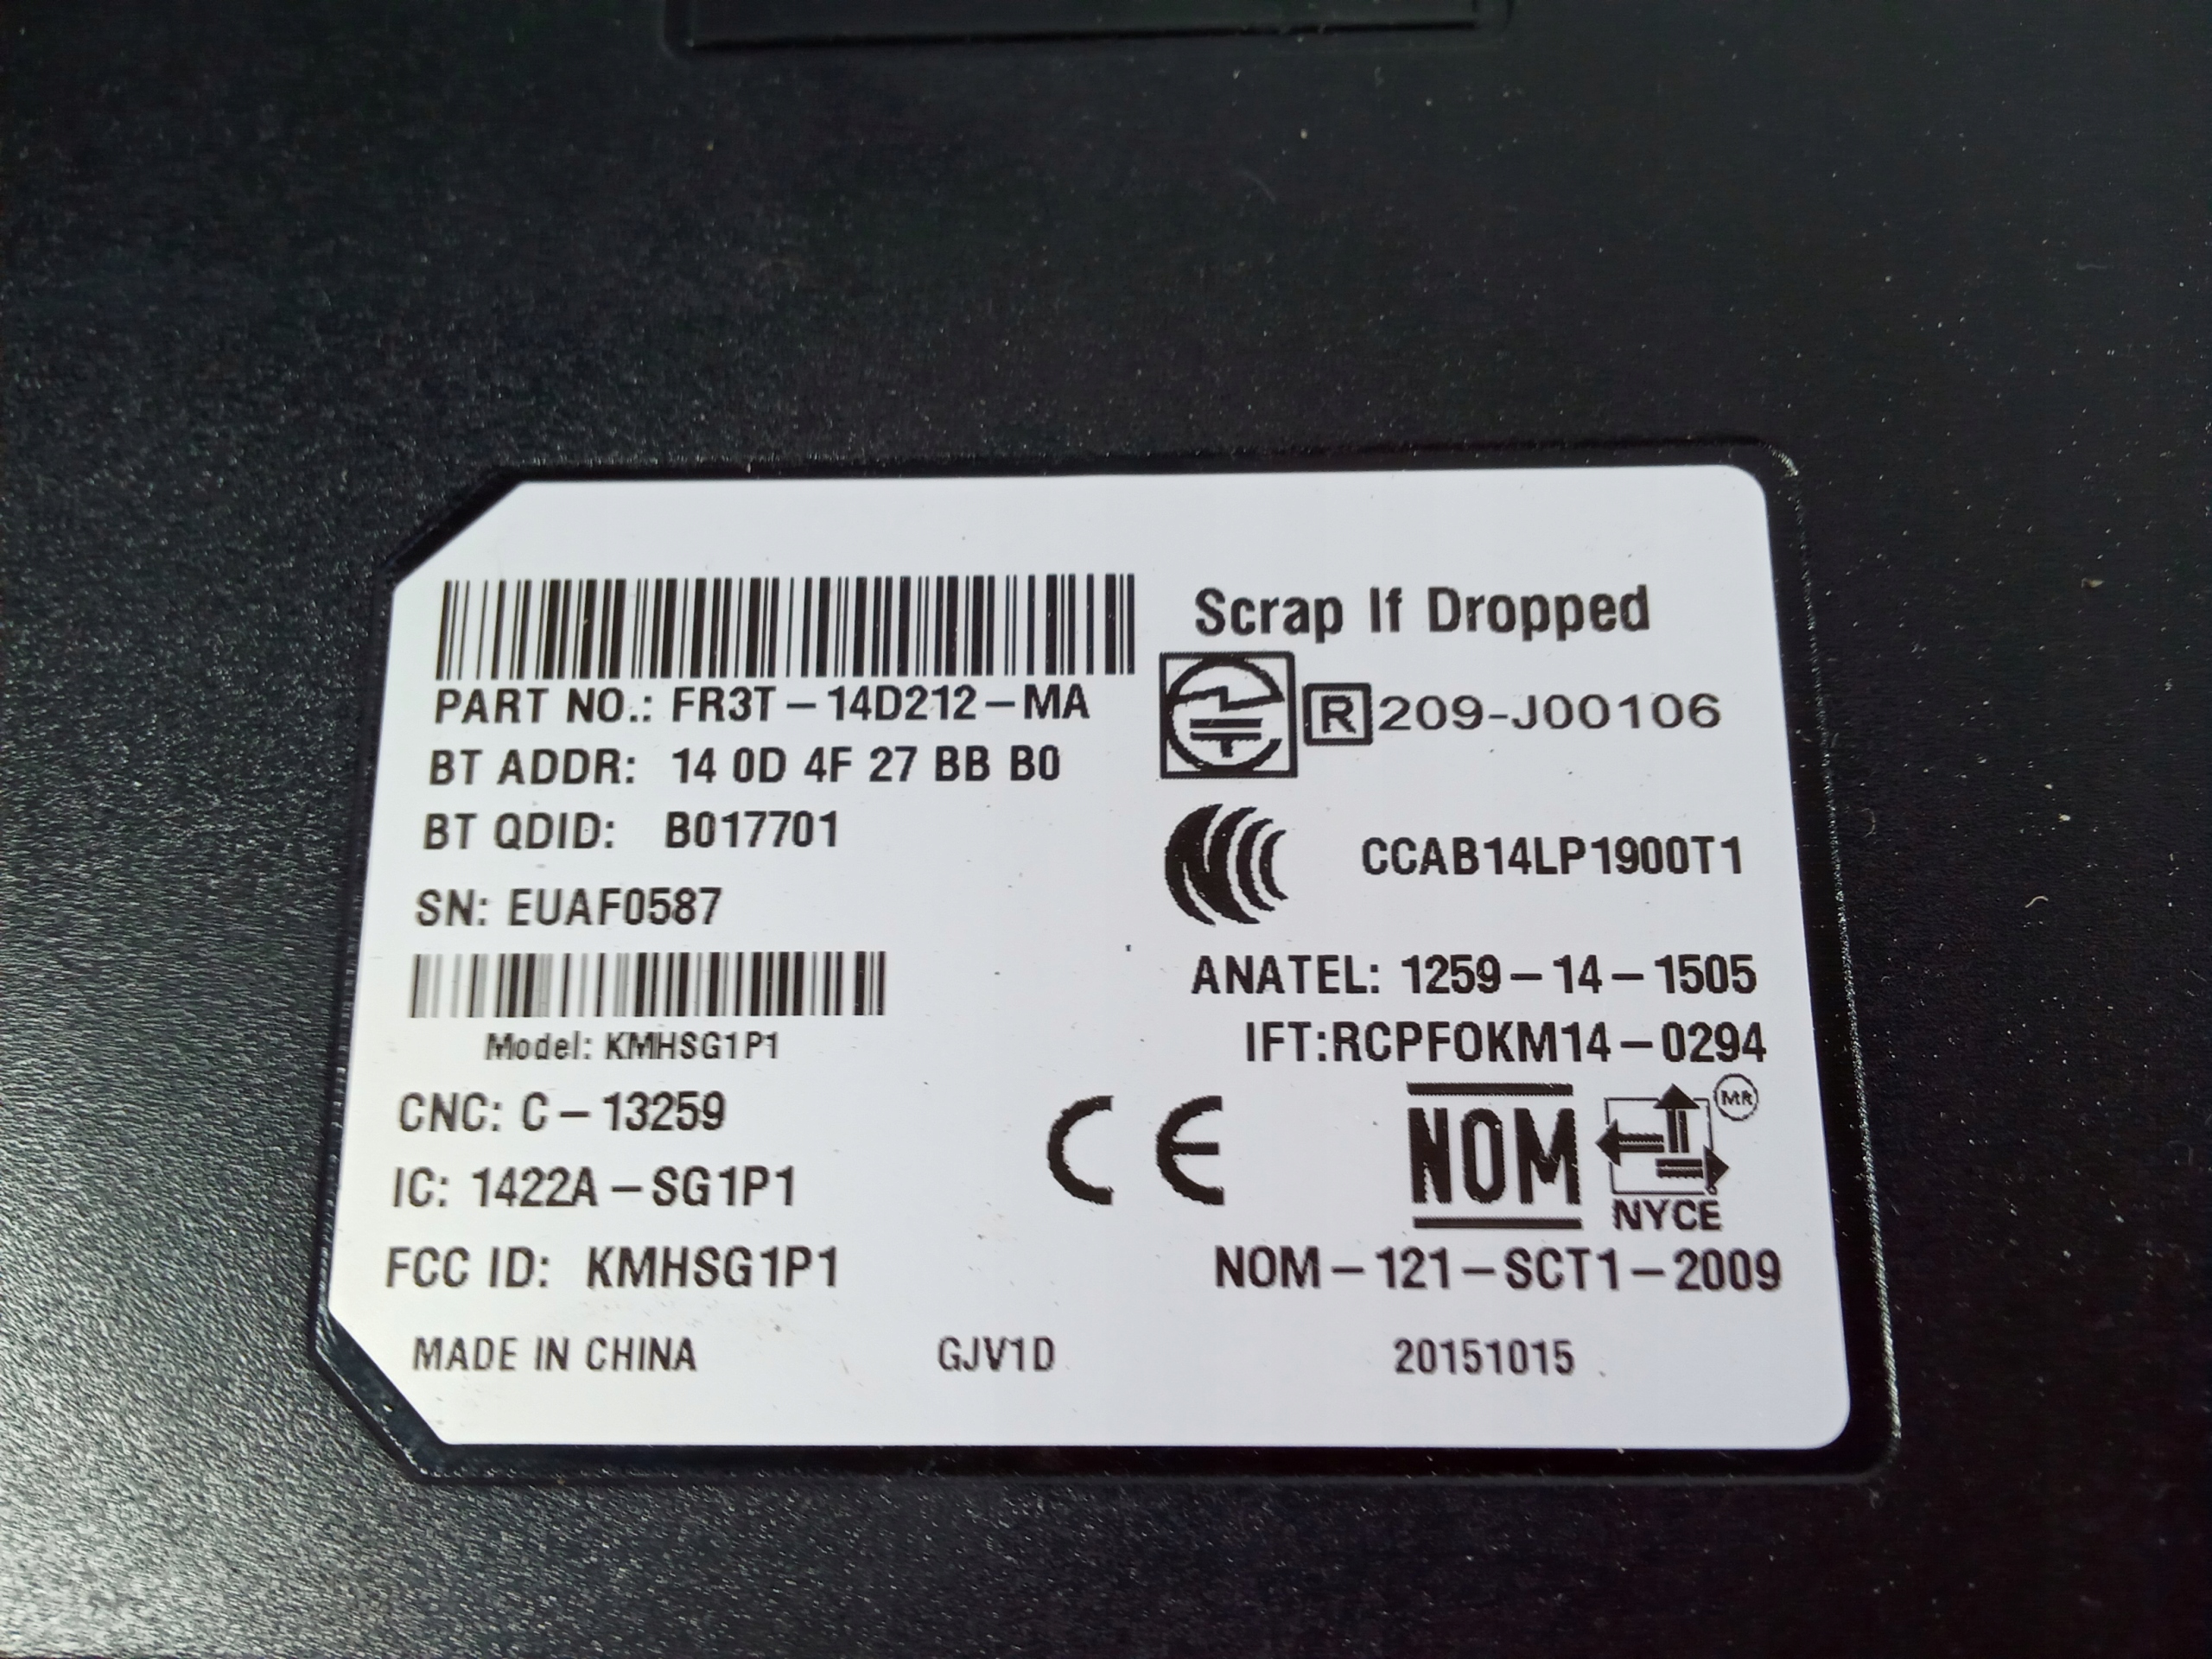 Scrap If Dropped
PART NO.: FR3T-14D212-MA
R 209-J00106
BT ADDR: 14 0D 4F 27 BB B0
BT QDID: B017701
CCAB14LP1900T1
SN: EUAF0587
ANATEL: 1259-14-1505
Model: KMHSG1P1
IFT:RCPFOKM14-0294
CNC: C-13259
CE
NOM
MR
NYCE
IC: 1422A-SG1P1
FCC ID: KMHSG1P1
NOM-121-SCT1-2009
MADE IN CHINA GJV1D 20151015